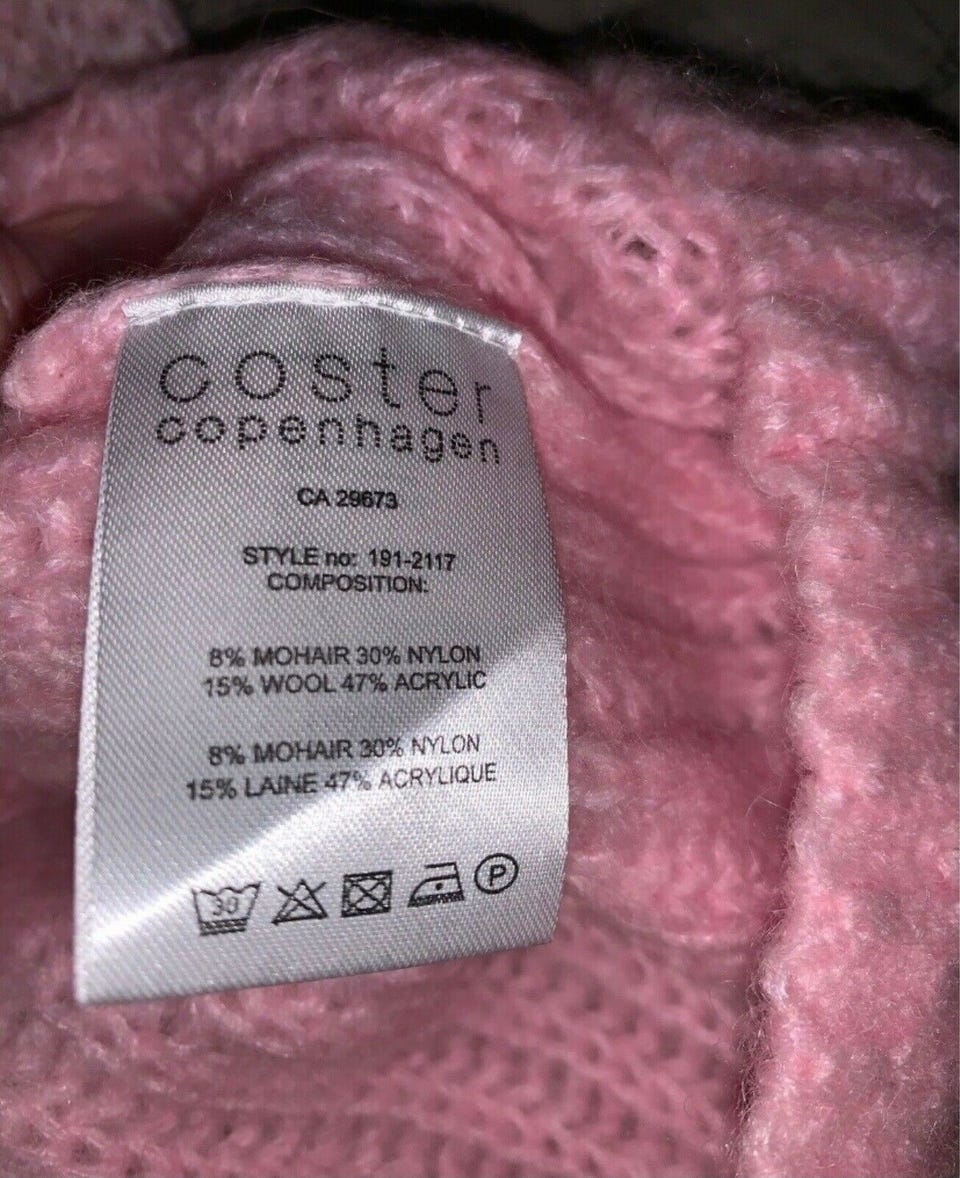 coster
copenhagen
CA 29673
STYLE no: 191-2117
COMPOSITION:
8% MOHAIR 30% NYLON
15% WOOL 47% ACRYLIC
8% MOHAIR 30% NYLON
15% LAINE 47% ACRYLIQUE
30 P